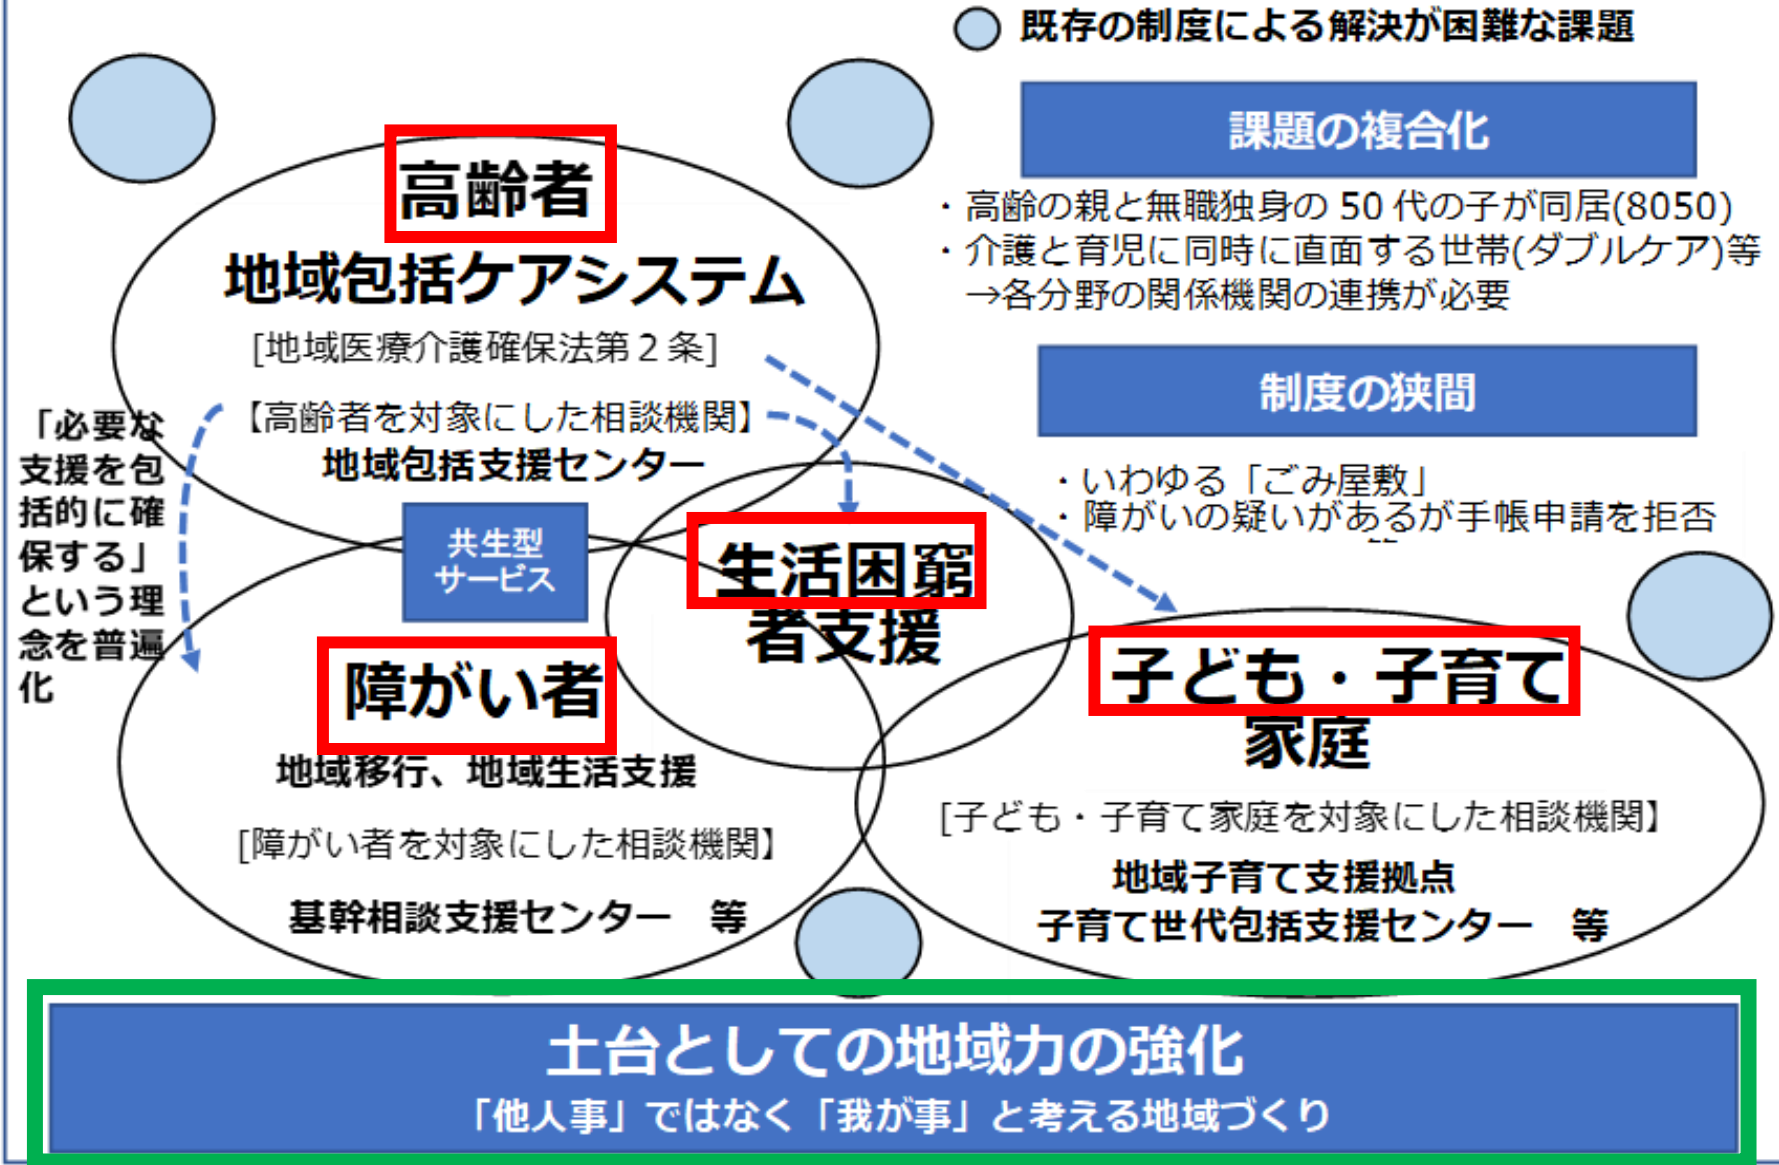 既存の制度による解決が困難な課題
課題の複合化
・高齢の親と無職独身の 50 代の子が同居(8050)
・介護と育児に同時に直面する世帯(ダブルケア)等
→各分野の関係機関の連携が必要
制度の狭間
・いわゆる「ごみ屋敷」
・障がいの疑いがあるが手帳申請を拒否
高齢者
地域包括ケアシステム
[地域医療介護確保法第２条]
【高齢者を対象にした相談機関】
地域包括支援センター
「必要な
支援を包
括的に確
保する」
という理
念を普遍
化
共生型
サービス
生活困窮
者支援
障がい者
地域移行、地域生活支援
[障がい者を対象にした相談機関】
基幹相談支援センター　等
子ども・子育て
家庭
[子ども・子育て家庭を対象にした相談機関】
地域子育て支援拠点
子育て世代包括支援センター　等
土台としての地域力の強化
「他人事」ではなく「我が事」と考える地域づくり